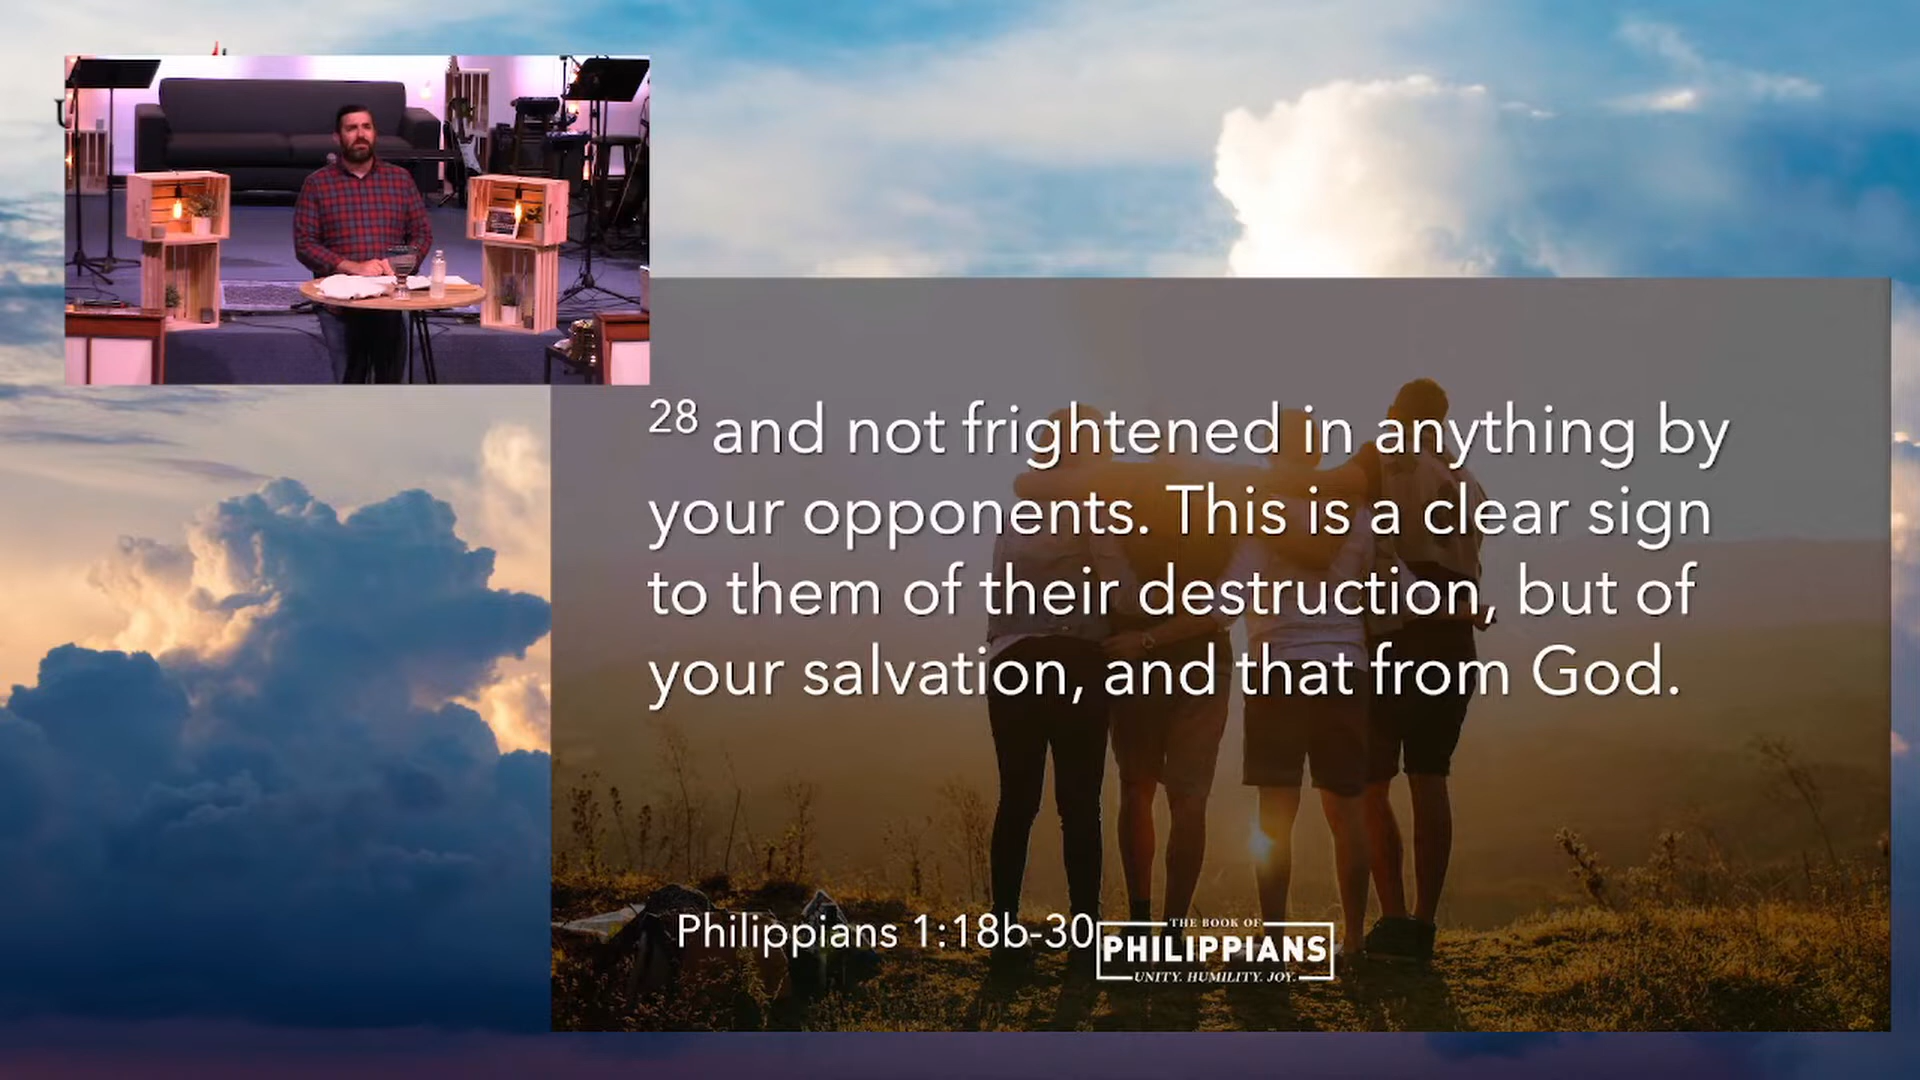 28 and not frightened in anything by
your opponents. This is a clear sign
to them of their destruction, but of
your salvation, and that from God.
Philippians 1:18b-30
THE BOOK OF
PHILIPPIANS
UNITY. HUMILITY. JOY.